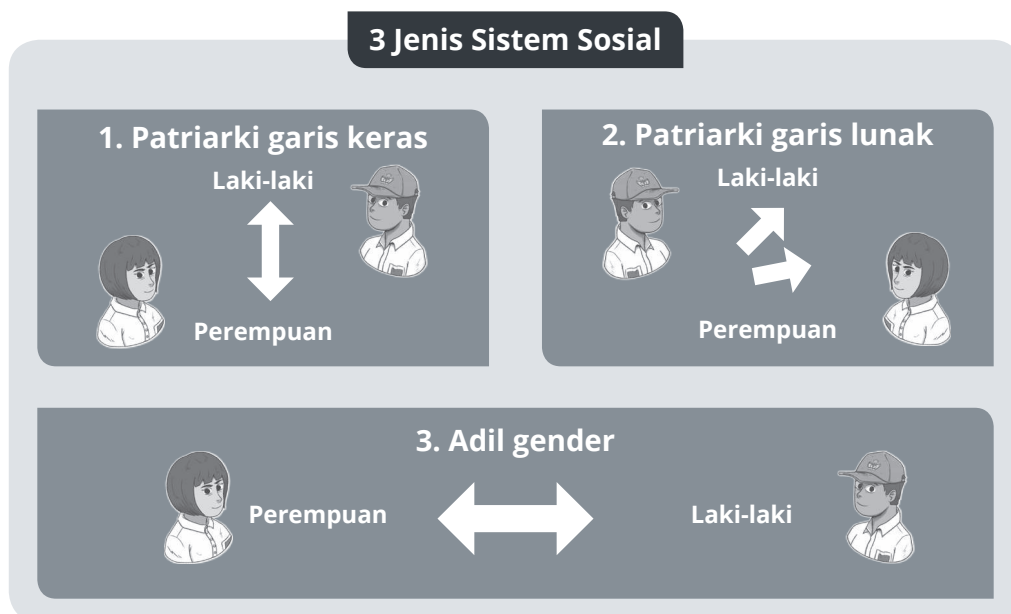 3 Jenis Sistem Sosial
1. Patriarki garis keras
Laki-laki
Perempuan
2. Patriarki garis lunak
Laki-laki
Perempuan
3. Adil gender
Perempuan
Laki-laki